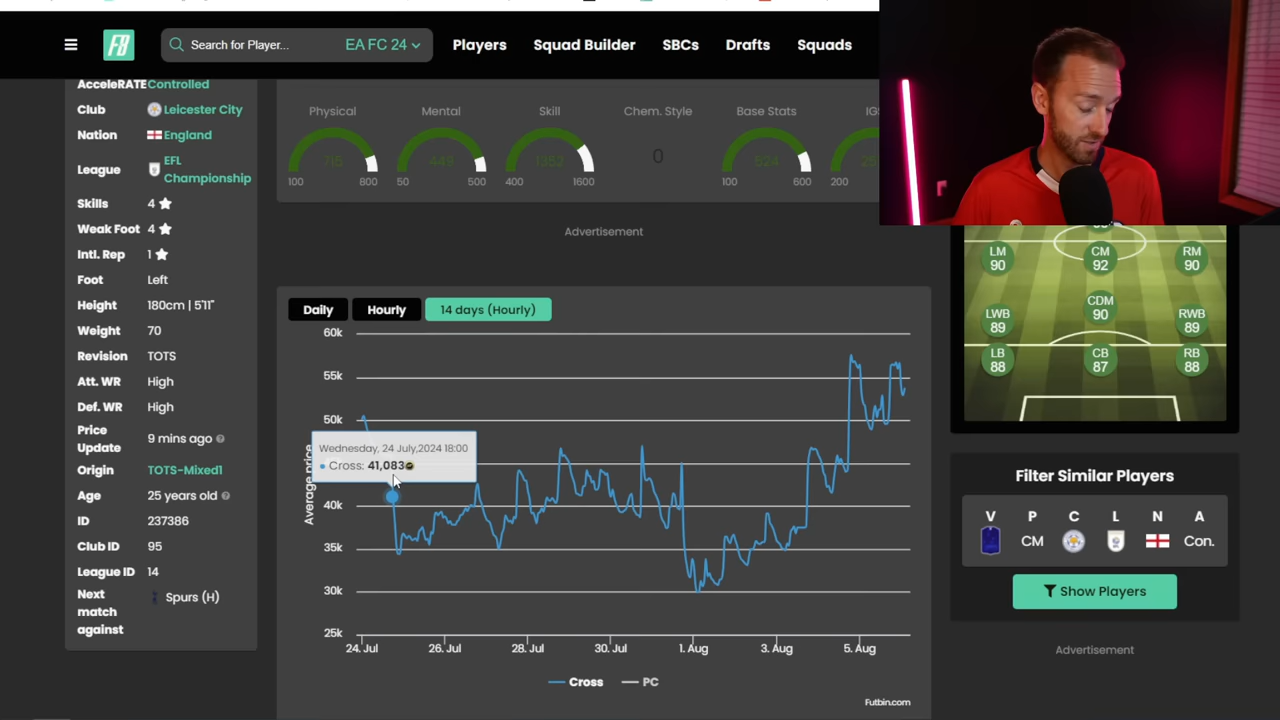 FB
Search for Player...
EA FC 24
Players
Squad Builder
SBCs
Drafts
Squads
AcceleRATE Controlled
Club Leicester City
Nation England
League EFL Championship
Skills 4
Weak Foot 4
Intl. Rep 1
Foot Left
Height 180cm | 5'11"
Weight 70
Revision TOTS
Att. WR High
Def. WR High
Price Update 9 mins ago
Origin TOTS-Mixed1
Age 25 years old
ID 237386
Club ID 95
League ID 14
Next match against Spurs (H)
Physical
Mental
Skill
Chem. Style
Base Stats
449
1352
0
524
100 800
50 500
400 1600
100 600
200
Advertisement
Daily
Hourly
14 days (Hourly)
Average price
60k
55k
50k
40k
35k
30k
25k
Wednesday, 24 July,2024 18:00
Cross: 41,083
24. Jul
26. Jul
28. Jul
30. Jul
1. Aug
3. Aug
5. Aug
Cross
PC
Futbin.com
LM 90
CM 92
RM 90
CDM 90
LWB 89
RWB 89
LB 88
CB 87
RB 88
Filter Similar Players
V P C L N A
CM
Con.
Show Players
Advertisement